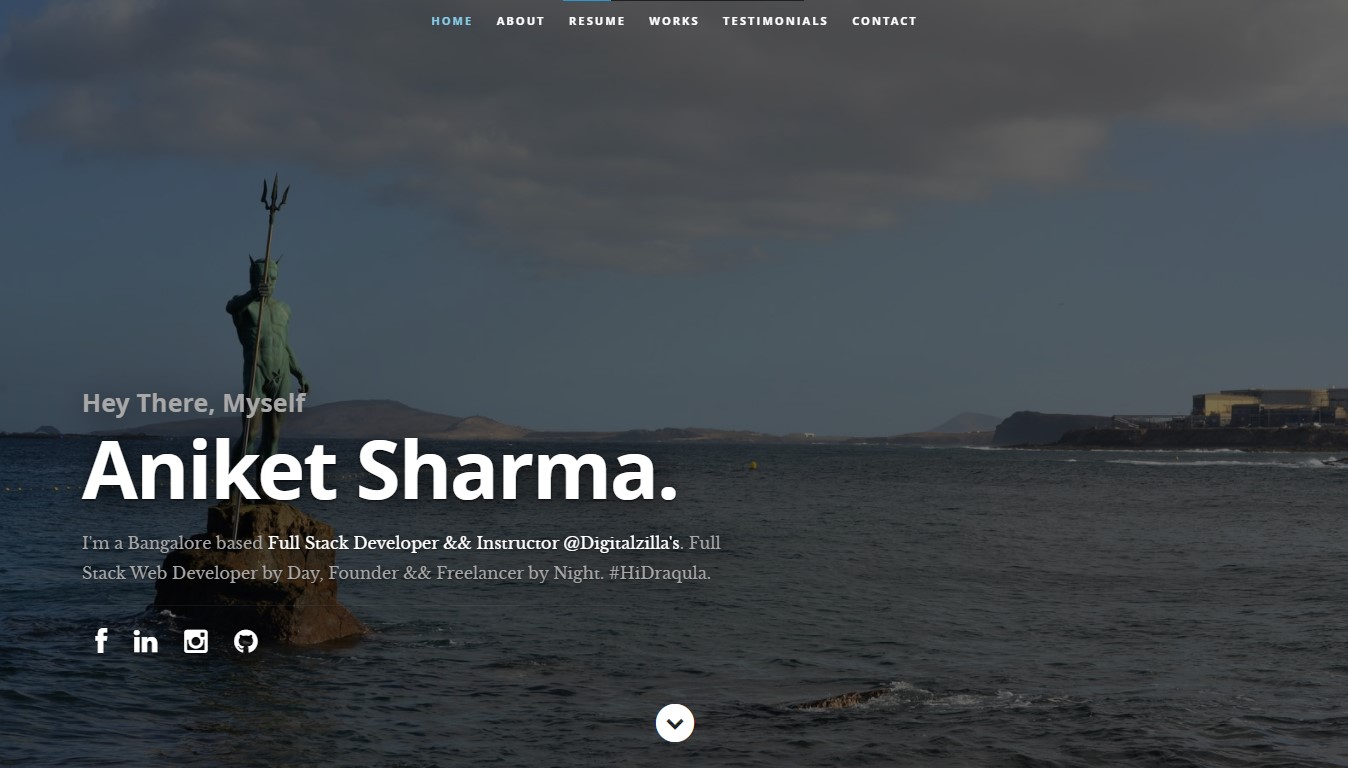 HOME ABOUT RESUME WORKS TESTIMONIALS CONTACT
Hey There, Myself
Aniket Sharma.
I'm a Bangalore based Full Stack Developer && Instructor @Digitalzilla's. Full
Stack Web Developer by Day, Founder && Freelancer by Night. #HiDraqula.